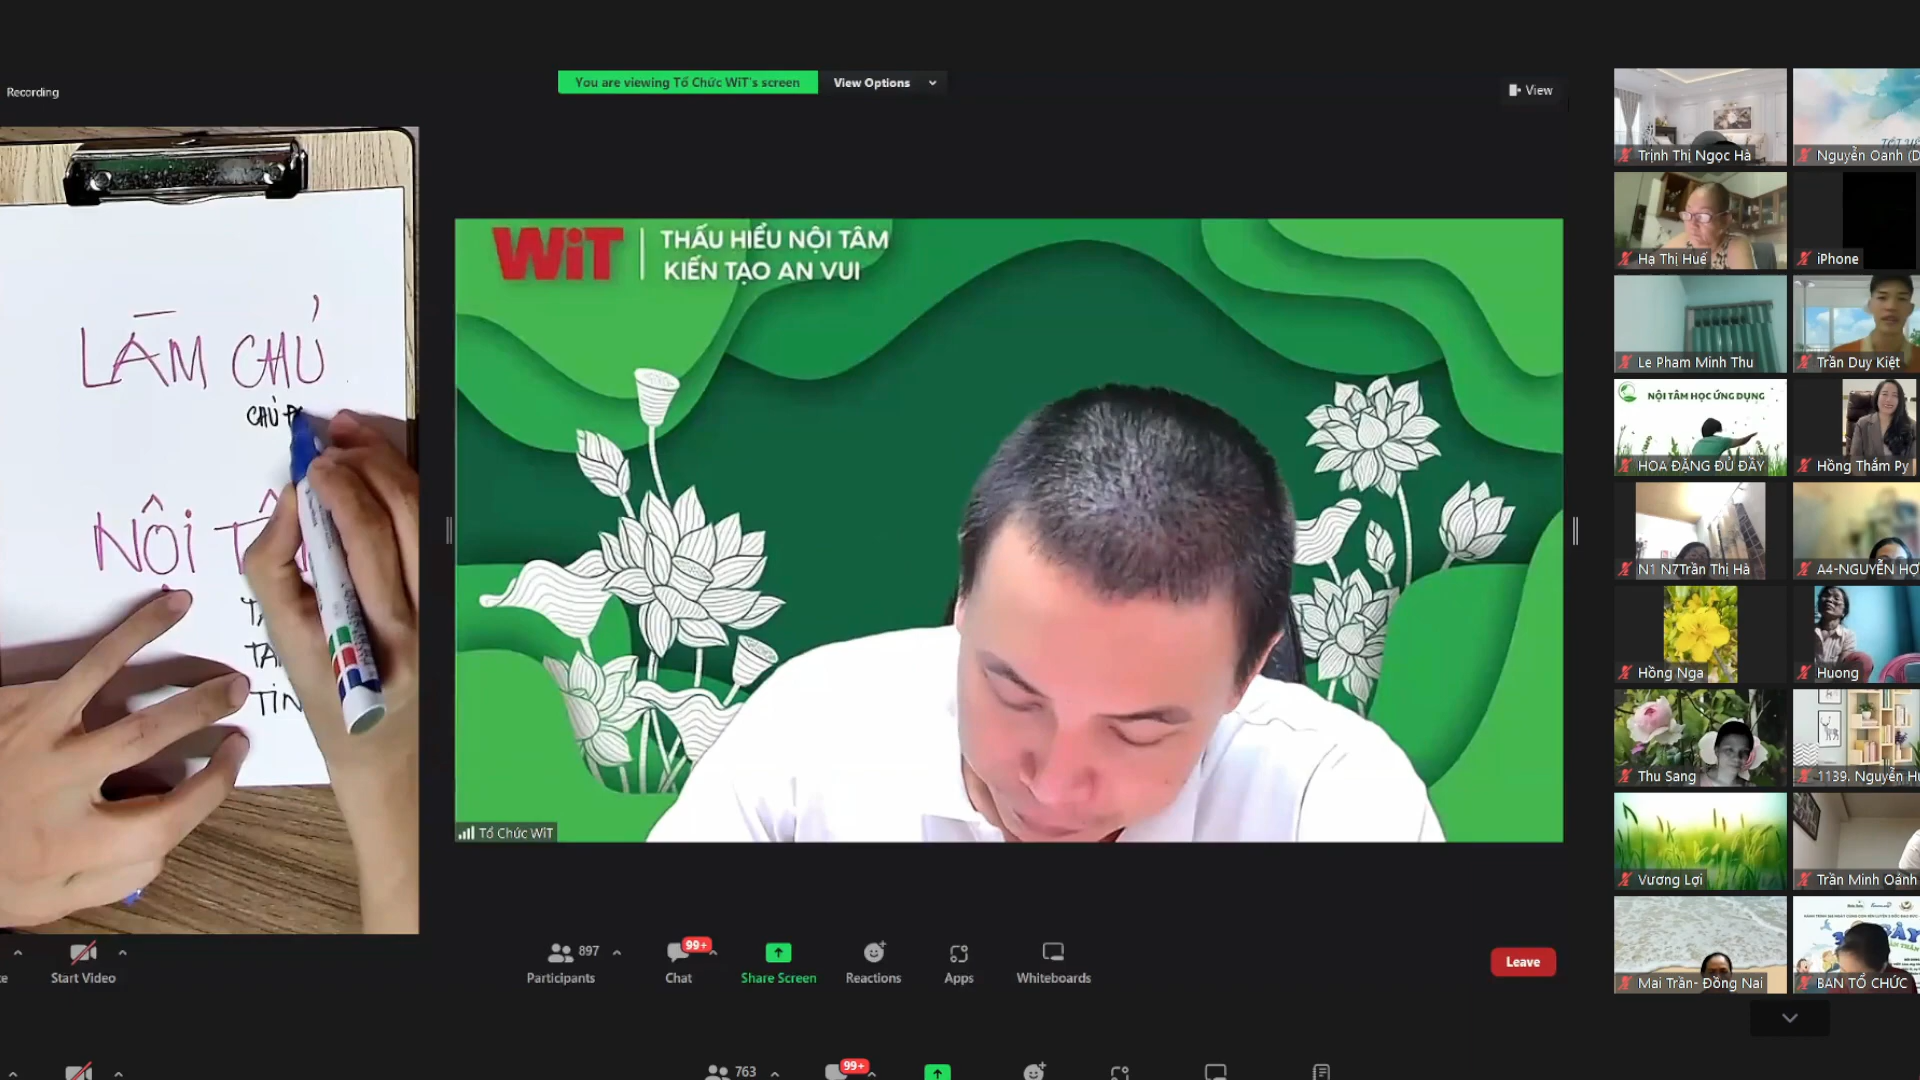 You are viewing Tổ Chức WiT's screen
View Options
Recording
View
LÀM CHỦ
CHỦ
NỘI
WiT
THẤU HIỂU NỘI TÂM
KIẾN TẠO AN VUI
Tổ Chức WiT
Trịnh Thị Ngọc Hà
Nguyễn Oanh
Hạ Thị Huế
iPhone
Le Pham Minh Thu
Trần Duy Kiệt
NỘI TÂM HỌC ỨNG DỤNG
HOA ĐẶNG ĐỦ ĐẦY
Hồng Thắm Py
N1 N7Trần Thị Hà
A4-NGUYỄN
Hồng Nga
Huong
Thu Sang
1139. Nguyễn
Vương Lợi
Trần Minh Oánh
Mai Trần- Đồng Nai
BAN TỔ CHỨC
Start Video
897
Participants
99+
Chat
Share Screen
Reactions
Apps
Whiteboards
Leave
763
99+